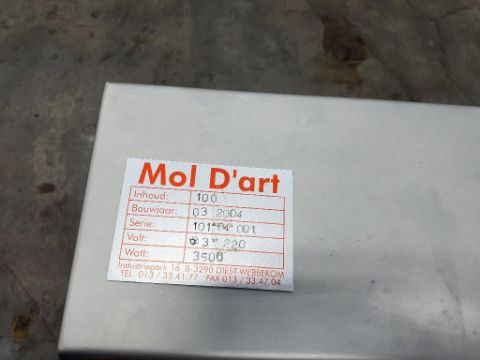 Mol D'art
Inhoud: 100
Bouwjaar: 03 2004
Serie: 101 04 001
Volt: 3 * 220
Watt: 3500
Industriepark 16 B-3290 DIEST-WEBBEKOM
TEL. 013 / 33.41.77 FAX 013 / 33.47.04